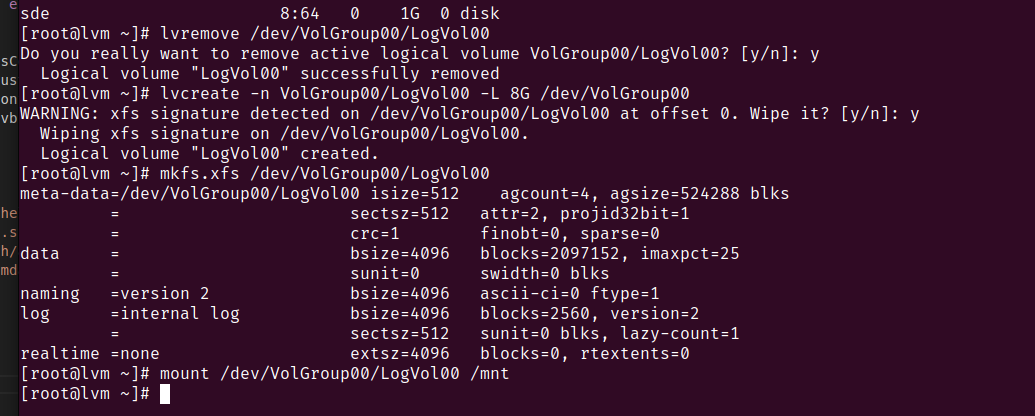 e
sde                          8:64   0    1G  0 disk
[root@lvm ~]# lvremove /dev/VolGroup00/LogVol00
Do you really want to remove active logical volume VolGroup00/LogVol00? [y/n]: y
sC
  Logical volume "LogVol00" successfully removed
us
[root@lvm ~]# lvcreate -n VolGroup00/LogVol00 -L 8G /dev/VolGroup00
on
WARNING: xfs signature detected on /dev/VolGroup00/LogVol00 at offset 0. Wipe it? [y/n]: y
vb
  Wiping xfs signature on /dev/VolGroup00/LogVol00.
  Logical volume "LogVol00" created.
[root@lvm ~]# mkfs.xfs /dev/VolGroup00/LogVol00
meta-data=/dev/VolGroup00/LogVol00 isize=512    agcount=4, agsize=524288 blks
he
         =                       sectsz=512   attr=2, projid32bit=1
.s
         =                       crc=1        finobt=0, sparse=0
h/
data     =                       bsize=4096   blocks=2097152, imaxpct=25
md
         =                       sunit=0      swidth=0 blks
naming   =version 2              bsize=4096   ascii-ci=0 ftype=1
log      =internal log           bsize=4096   blocks=2560, version=2
         =                       sectsz=512   sunit=0 blks, lazy-count=1
realtime =none                   extsz=4096   blocks=0, rtextents=0
[root@lvm ~]# mount /dev/VolGroup00/LogVol00 /mnt
[root@lvm ~]#